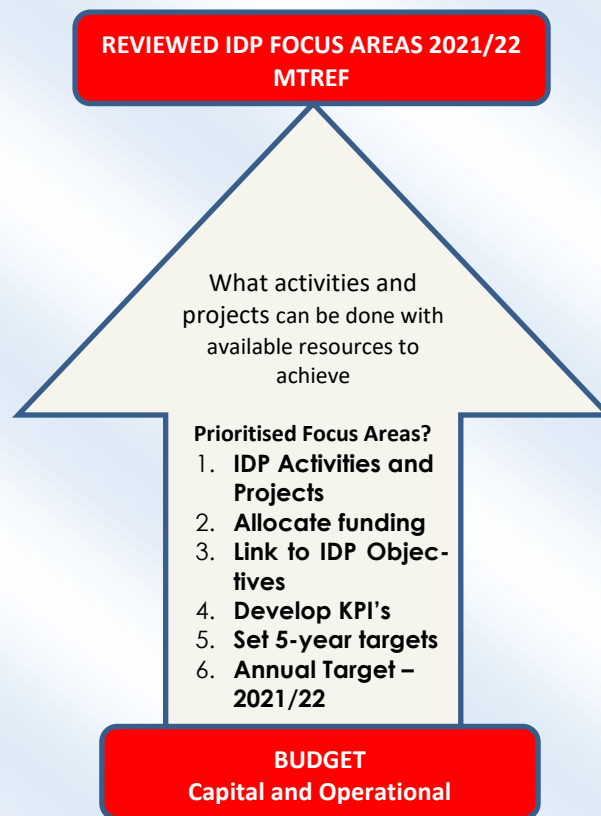 REVIEWED IDP FOCUS AREAS 2021/22
MTREF
What activities and
projects can be done with
available resources to
achieve
Prioritised Focus Areas?
1. IDP Activities and
Projects
2. Allocate funding
3. Link to IDP Objec-
tives
4. Develop KPI's
5. Set 5-year targets
6. Annual Target –
2021/22
BUDGET
Capital and Operational